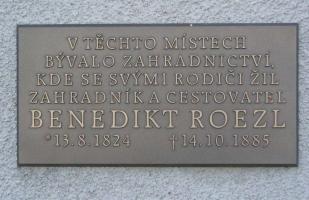 V TĚCHTO MÍSTECH
BÝVALO ZAHRADNICTVÍ,
KDE SE SVÝMI RODIČI ŽIL
ZAHRADNÍK A CESTOVATEL
BENEDIKT ROEZL
*13.8.1824 †14.10.1885